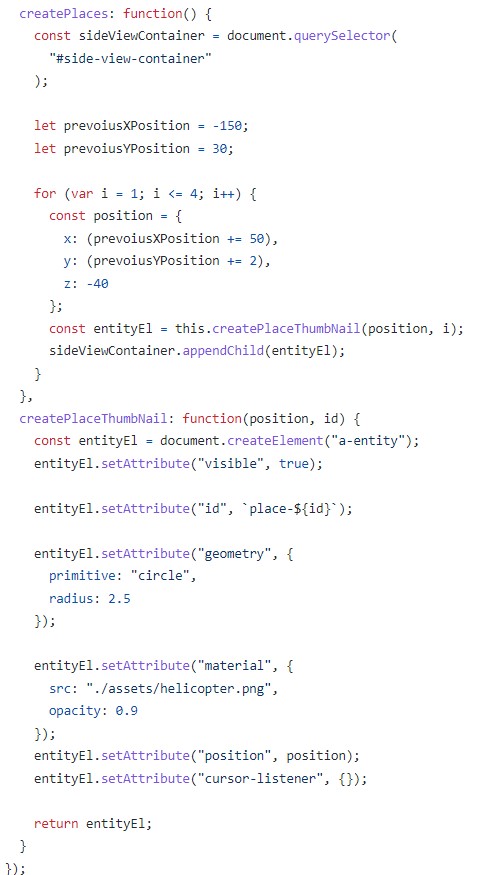 createPlaces: function() {
const sideViewContainer = document.querySelector(
"#side-view-container"
);
let prevoiusXPosition = -150;
let prevoiusYPosition = 30;
for (var i = 1; i <= 4; i++) {
const position = {
x: (prevoiusXPosition += 50),
y: (prevoiusYPosition += 2),
z: -40
};
const entityEl = this.createPlaceThumbNail(position, i);
sideViewContainer.appendChild(entityEl);
}
},
createPlaceThumbNail: function(position, id) {
const entityEl = document.createElement("a-entity");
entityEl.setAttribute("visible", true);
entityEl.setAttribute("id", `place-${id}`);
entityEl.setAttribute("geometry", {
primitive: "circle",
radius: 2.5
});
entityEl.setAttribute("material", {
src: "./assets/helicopter.png",
opacity: 0.9
});
entityEl.setAttribute("position", position);
entityEl.setAttribute("cursor-listener", {});
return entityEl;
}
});